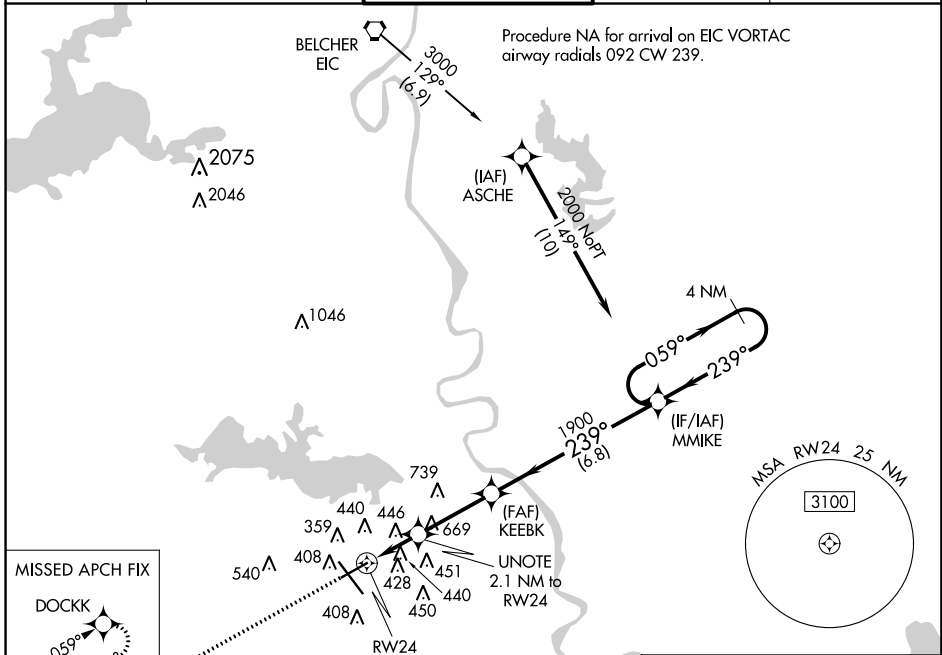 BELCHER
EIC
3000
129°
(6.9)
Procedure NA for arrival on EIC VORTAC
airway radials 092 CW 239.
2075
2046
(IAF)
ASCHE
2000 NoPT
149°
(10)
1046
4 NM
059°
239°
(IF/IAF)
MMIKE
1900
239°
(6.8)
MSA RW24 25 NM
3100
739
(FAF)
KEEBK
440
446
669
359
UNOTE
2.1 NM to
RW24
540
408
428
451
440
450
408
RW24
MISSED APCH FIX
DOCKK
059°